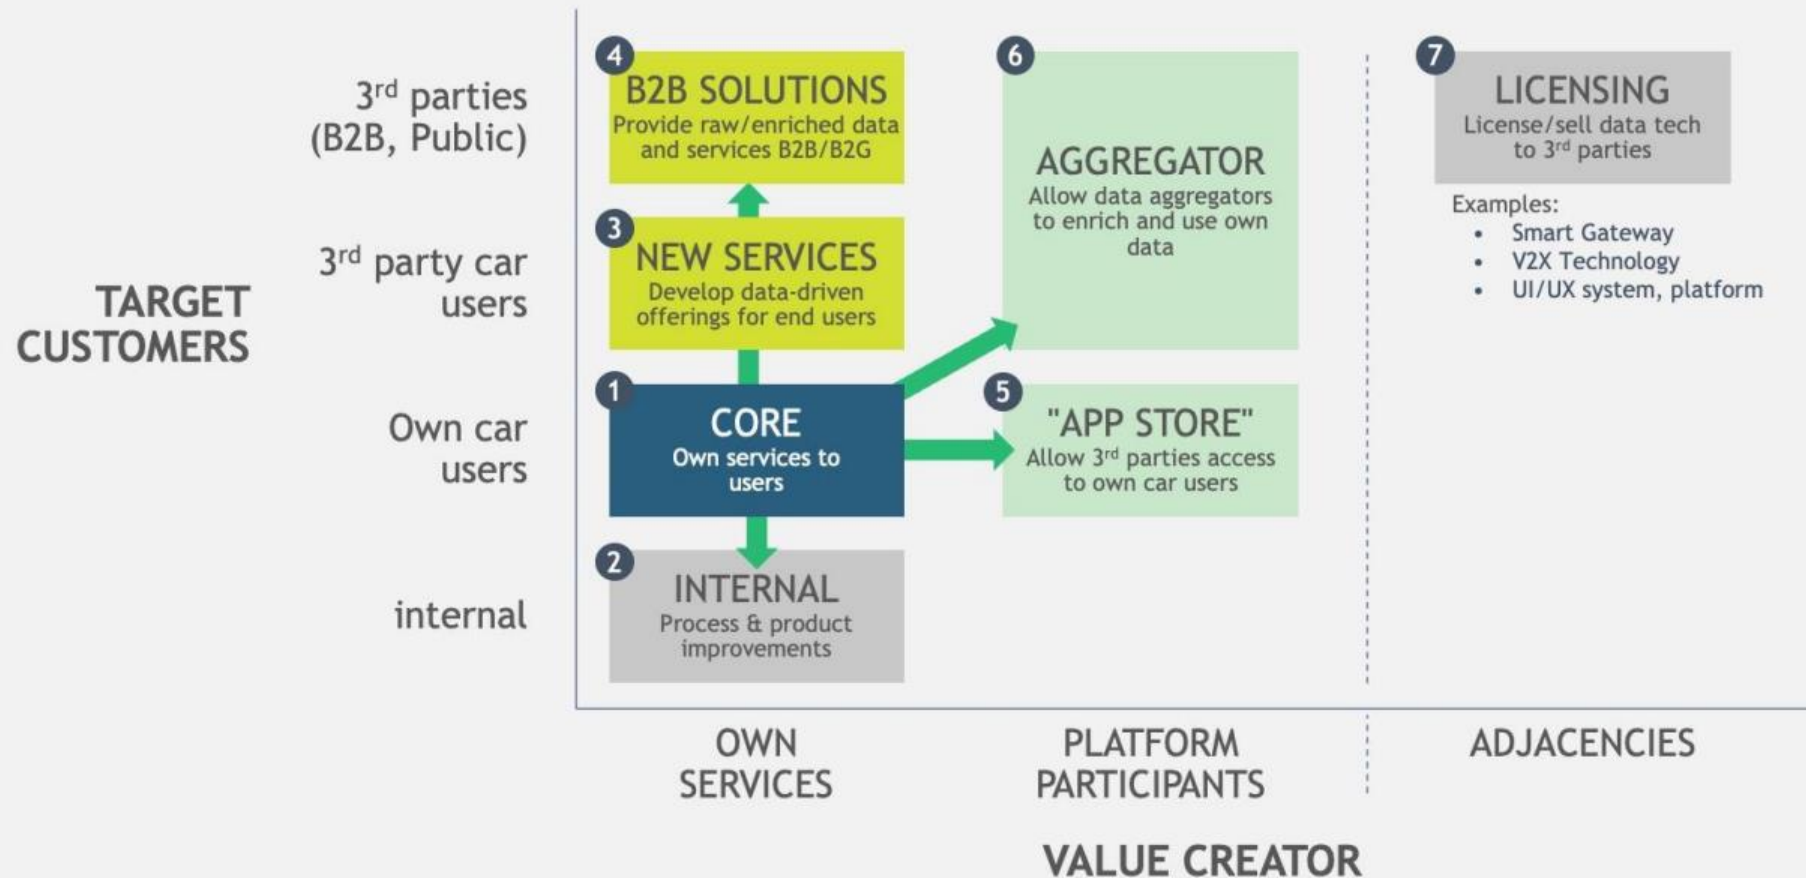 TARGET
CUSTOMERS
3rd parties
(B2B, Public)
3rd party car
users
Own car
users
internal
4
B2B SOLUTIONS
Provide raw/enriched data
and services B2B/B2G
3
NEW SERVICES
Develop data-driven
offerings for end users
1
CORE
Own services to
users
2
INTERNAL
Process & product
improvements
6
AGGREGATOR
Allow data aggregators
to enrich and use own
data
5
"APP STORE"
Allow 3rd parties access
to own car users
7
LICENSING
License/sell data tech
to 3rd parties
Examples:
• Smart Gateway
• V2X Technology
• UI/UX system, platform
OWN
SERVICES
PLATFORM
PARTICIPANTS
ADJACENCIES
VALUE CREATOR